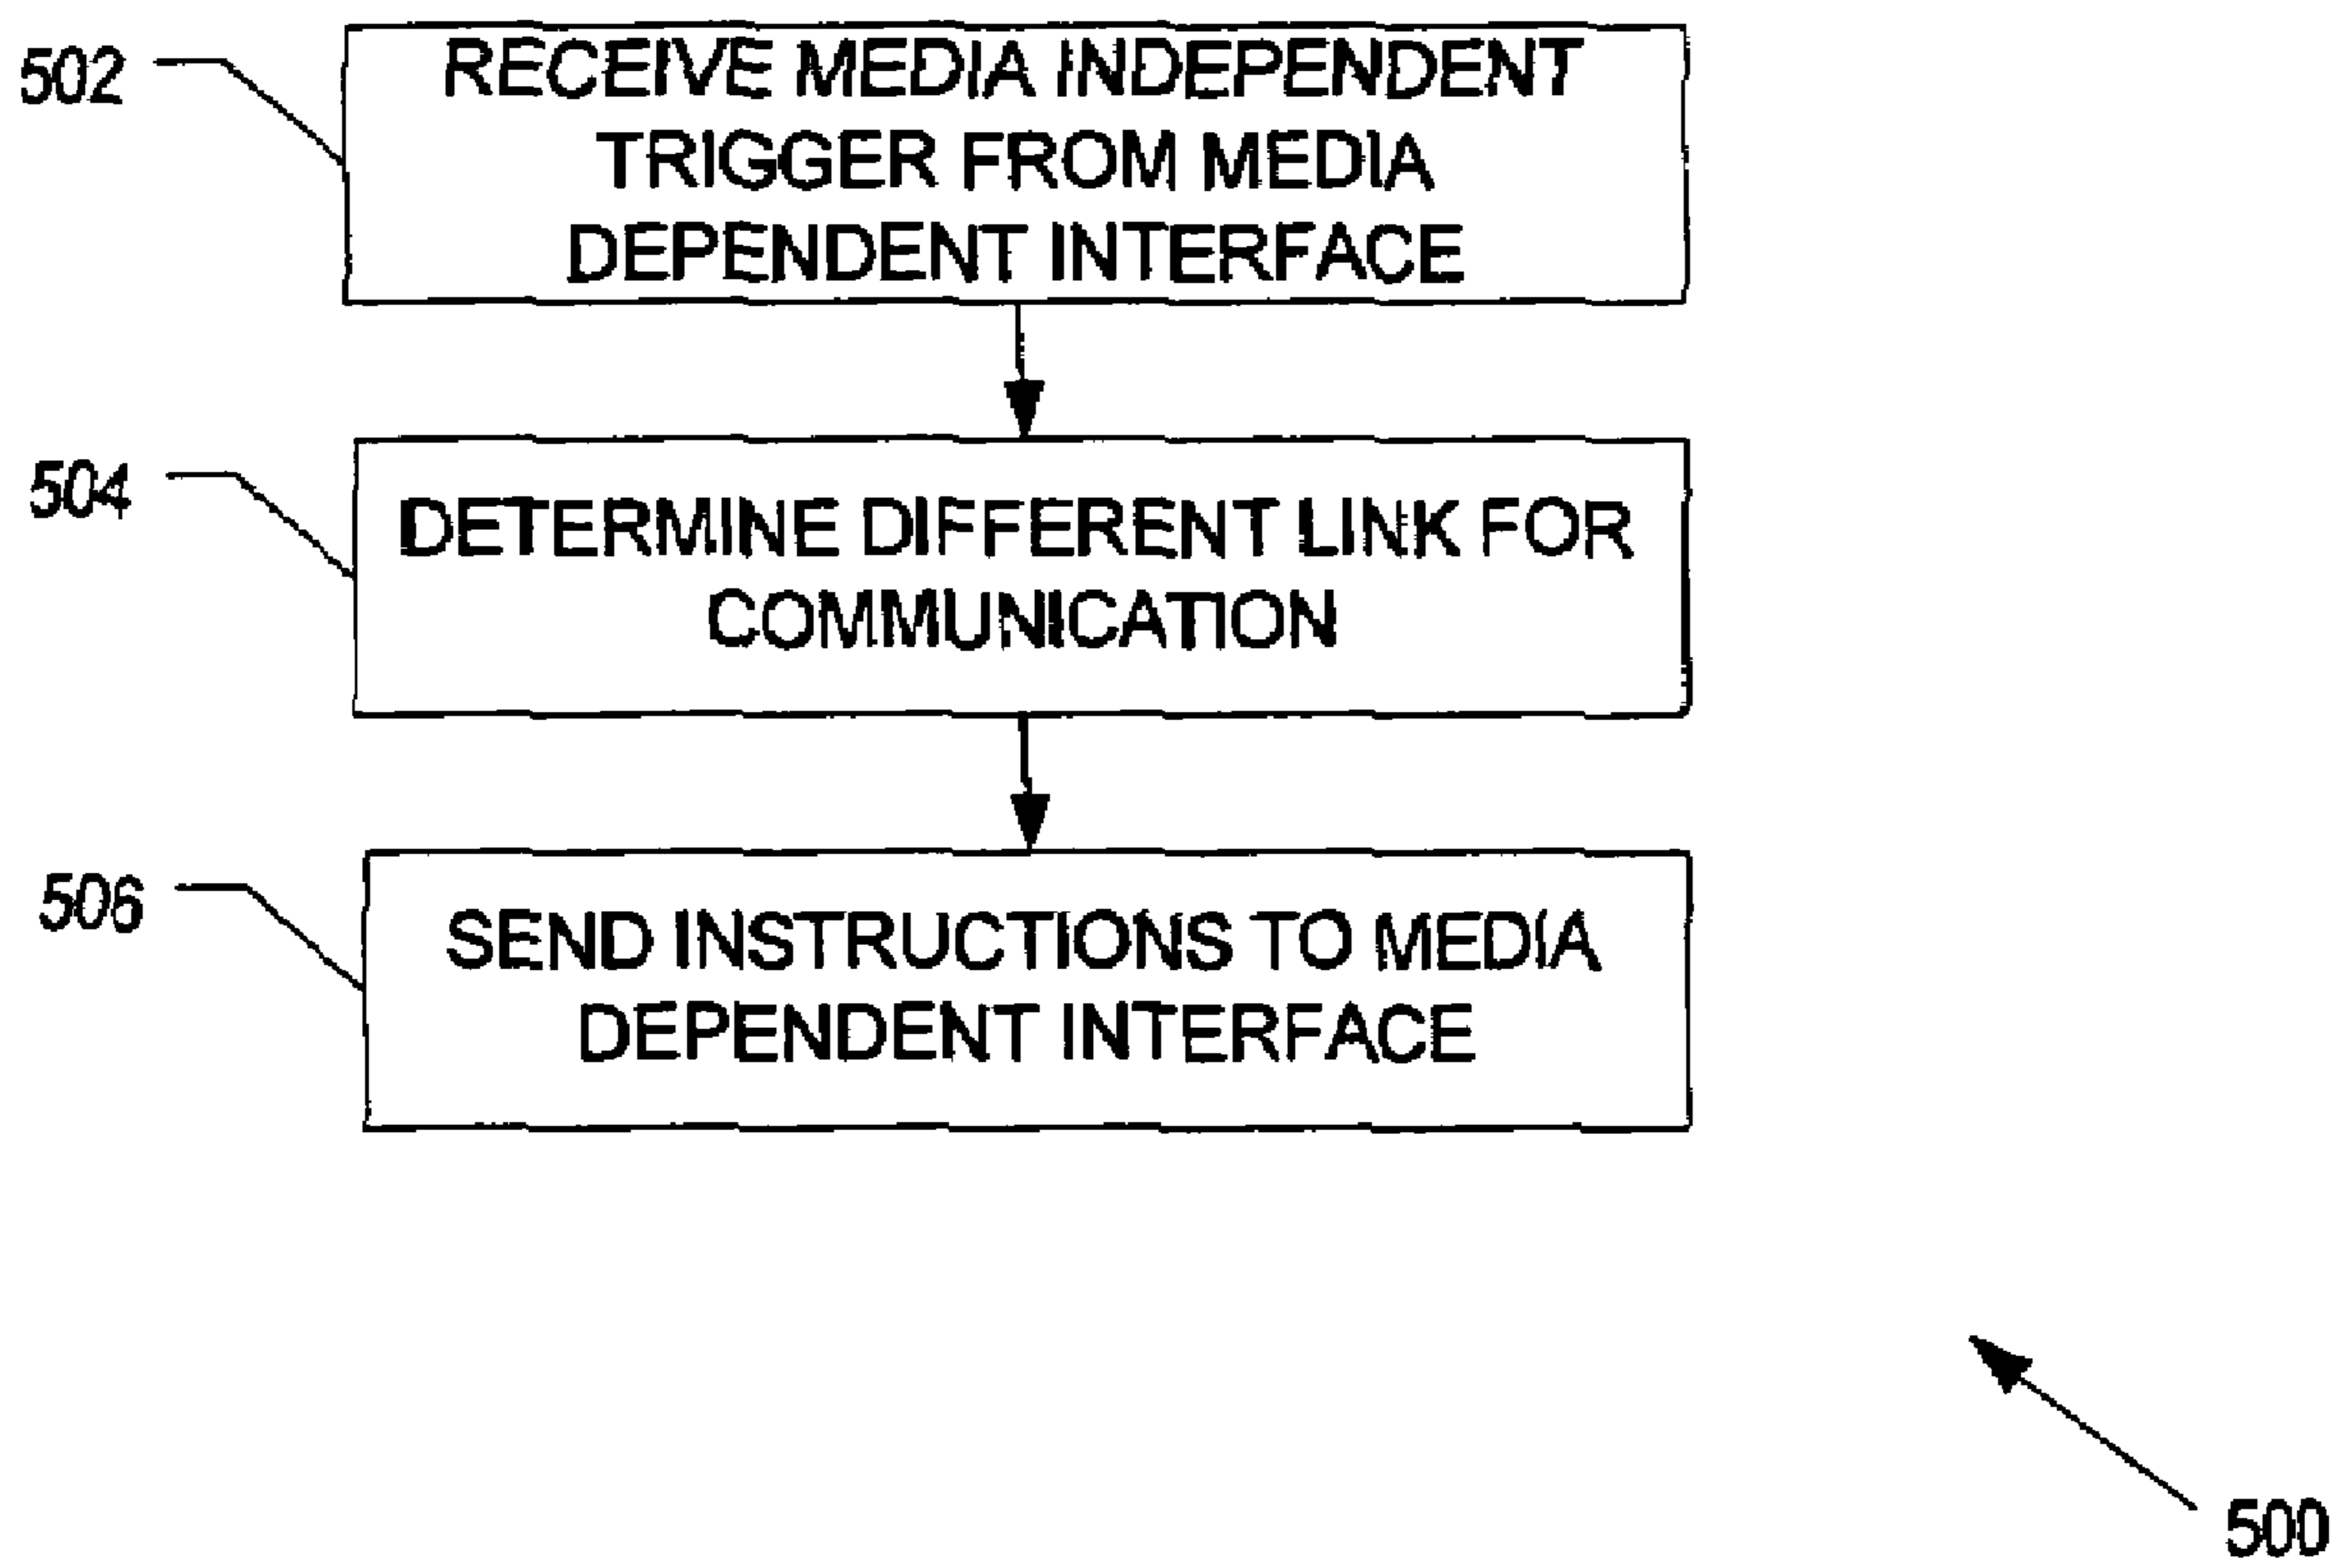 502
RECEIVE MEDIA INDEPENDENT
TRIGGER FROM MEDIA
DEPENDENT INTERFACE
504
DETERMINE DIFFERENT LINK FOR
COMMUNICATION
506
SEND INSTRUCTIONS TO MEDIA
DEPENDENT INTERFACE
500